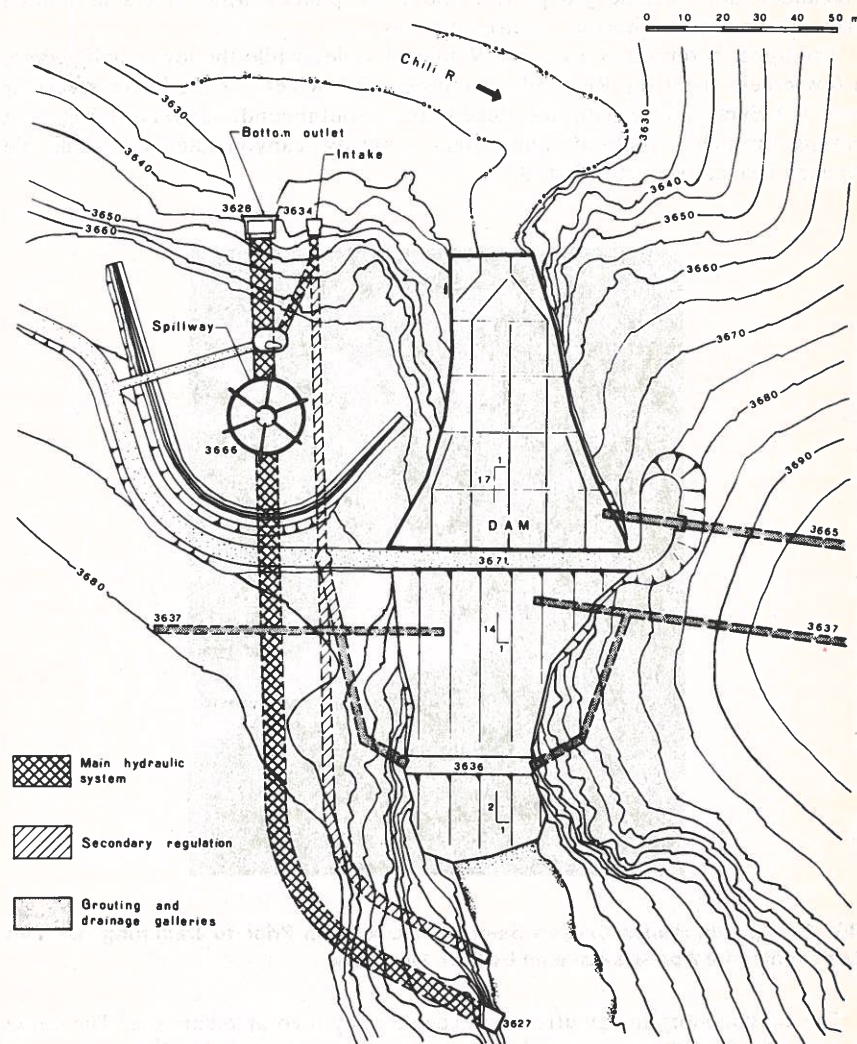 0 10 20 30 40 50 m
Chili R.
3630
3630
Bottom outlet
Intake
3640
3640
3628
3634
3650
3650
3660
3660
3670
Spillway
3680
3666
3690
1
17
DAM
3665
3671
3680
3637
14
1
3637
3636
Main hydraulic
system
2
1
Secondary regulation
Grouting and
drainage galleries
3627